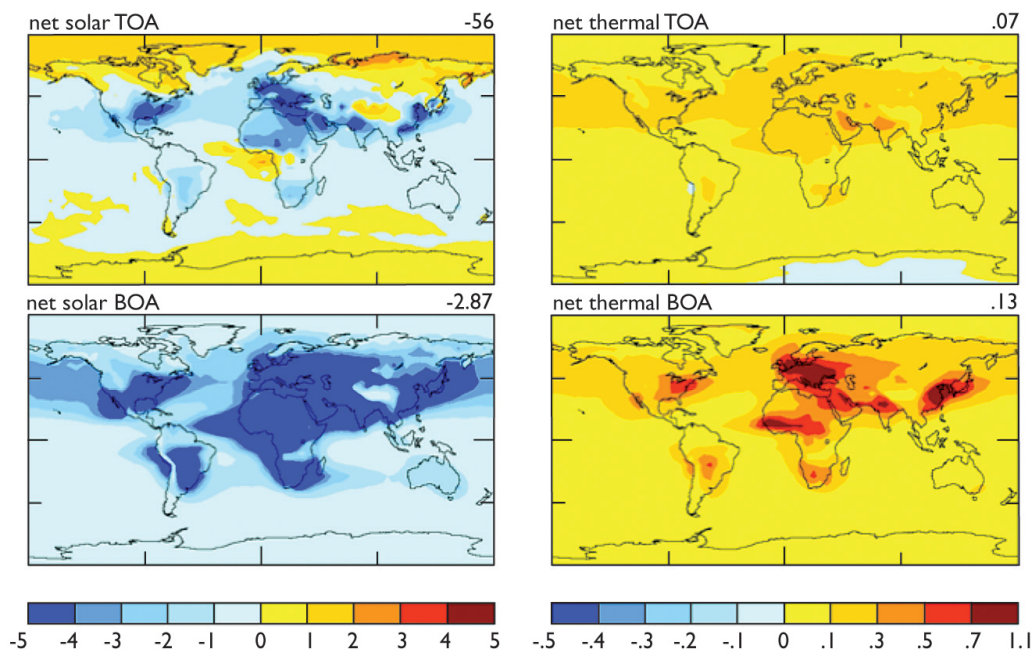 net solar TOA -56
net thermal TOA .07
net solar BOA -2.87
net thermal BOA .13
-5 -4 -3 -2 -1 0 1 2 3 4 5
-.5 -.4 -.3 -.2 -.1 0 .1 .3 .5 .7 1.1